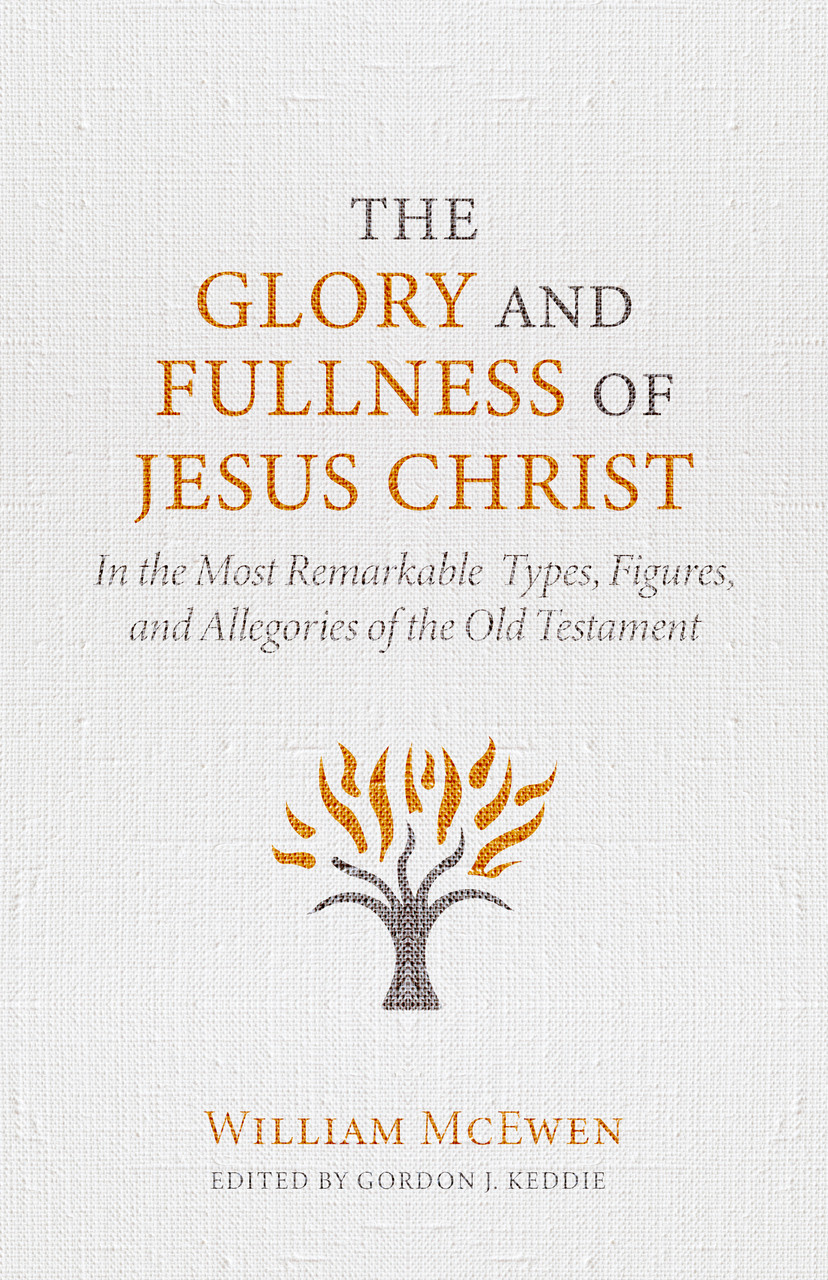 THE
GLORY AND
FULLNESS OF
JESUS CHRIST
In the Most Remarkable Types, Figures,
and Allegories of the Old Testament
WILLIAM MCEWEN
EDITED BY GORDON J. KEDDIE